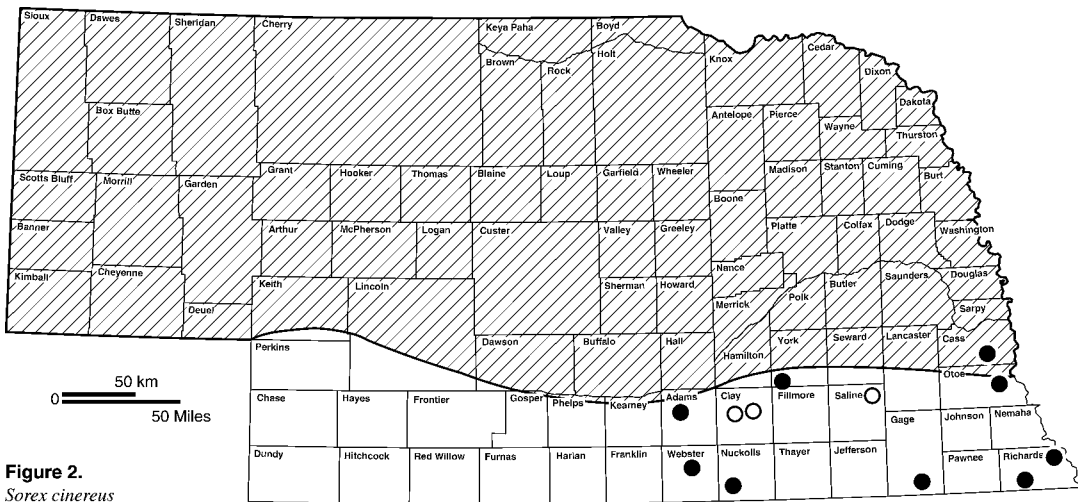 Sioux
Dawes
Sheridan
Cherry
Keya Paha
Boyd
Brown
Rock
Holt
Knox
Cedar
Dixon
Dakota
Box Butte
Antelope
Pierce
Wayne
Thurston
Scotts Bluff
Morrill
Garden
Grant
Hooker
Thomas
Blaine
Loup
Garfield
Wheeler
Madison
Stanton
Cuming
Burt
Boone
Banner
Arthur
McPherson
Logan
Custer
Valley
Greeley
Platte
Colfax
Dodge
Washington
Kimball
Cheyenne
Nance
Keith
Lincoln
Sherman
Howard
Merrick
Polk
Butler
Saunders
Douglas
Deuel
Sarpy
Perkins
Dawson
Buffalo
Hall
Hamilton
York
Seward
Lancaster
Cass
Otoe
50 km
0
50 Miles
Chase
Hayes
Frontier
Gosper
Phelps
Kearney
Adams
Clay
Fillmore
Saline
Gage
Johnson
Nemaha
Dundy
Hitchcock
Red Willow
Furnas
Harlan
Franklin
Webster
Nuckolls
Thayer
Jefferson
Pawnee
Richards
Figure 2.
Sorex cinereus